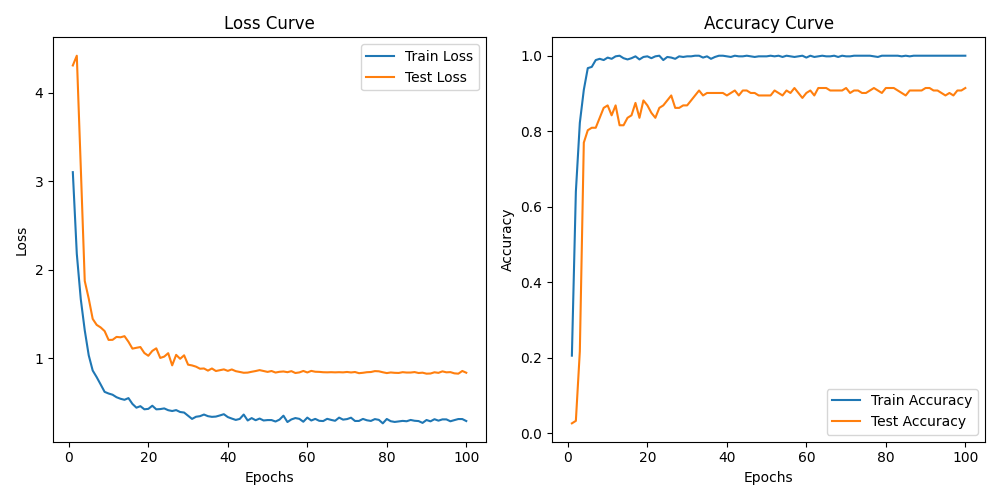 Loss Curve
Train Loss
Test Loss
4
3
2
1
Loss
0
20
40
60
80
100
Epochs
Accuracy Curve
1.0
0.8
0.6
0.4
0.2
0.0
Accuracy
Train Accuracy
Test Accuracy
0
20
40
60
80
100
Epochs